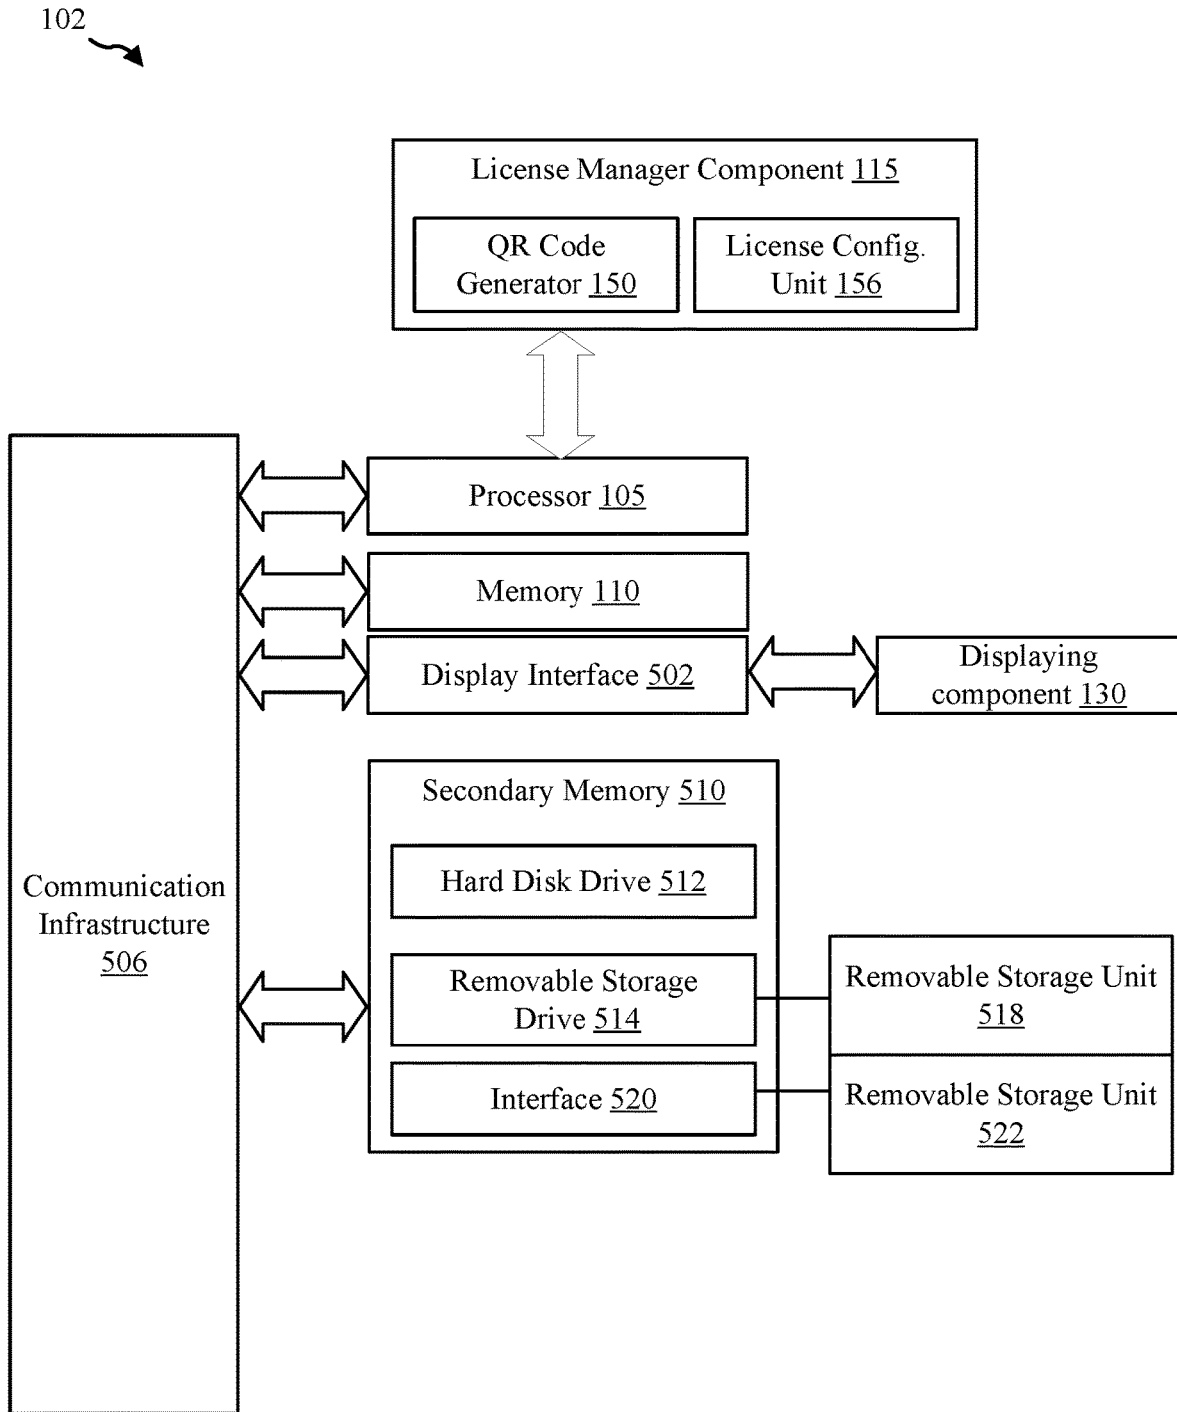 102
License Manager Component 115
QR Code
Generator 150
License Config.
Unit 156
Processor 105
Memory 110
Display Interface 502
Displaying
component 130
Secondary Memory 510
Hard Disk Drive 512
Communication
Infrastructure
506
Removable Storage
Drive 514
Removable Storage Unit
518
Interface 520
Removable Storage Unit
522